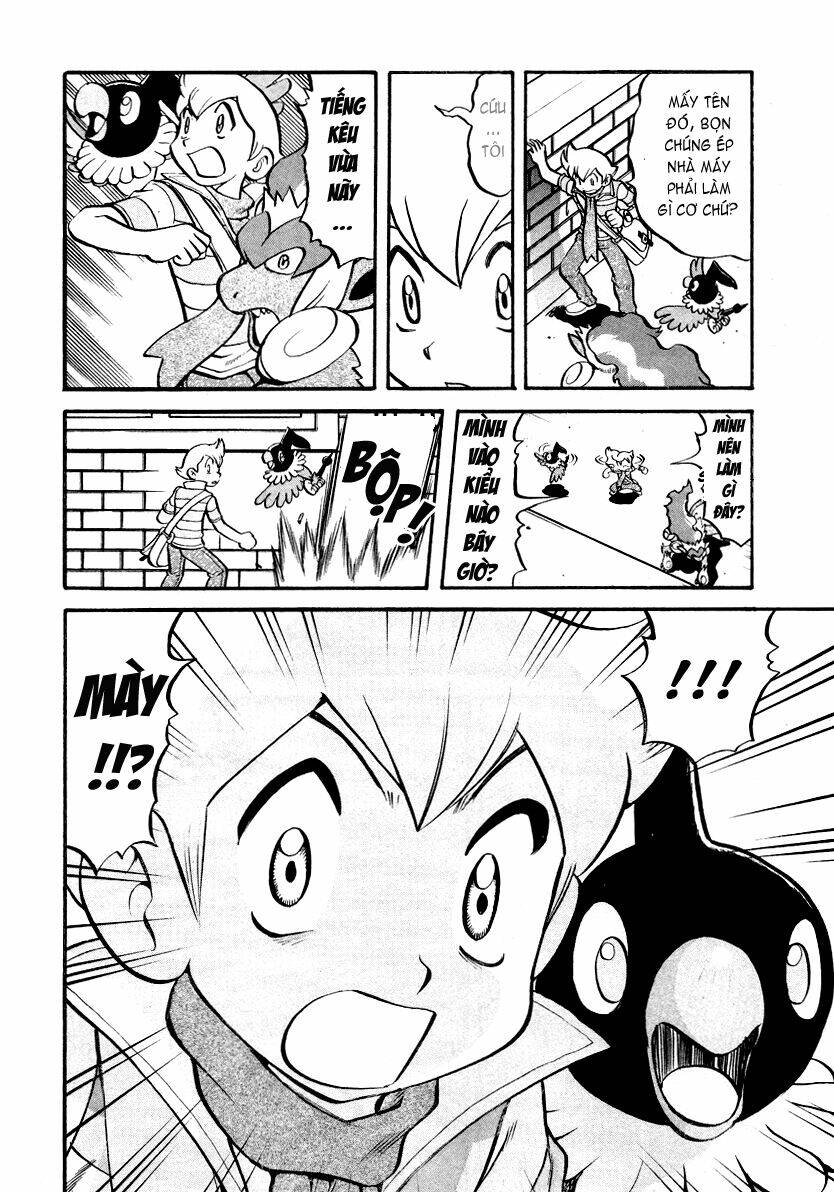 MẤY TÊN
ĐÓ, BỌN
CHÚNG ÉP
NHÀ MÁY
PHẢI LÀM
GÌ CƠ CHỨ?
CỨU
...
TÔI
TIẾNG
KÊU
VỪA
NÃY
...
MÌNH
NÊN
LÀM
GÌ
ĐÂY?
MÌNH
VÀO
KIỂU
NÀO
BÂY
GIỜ?
BỘP!
!!!
MÀY
!!?